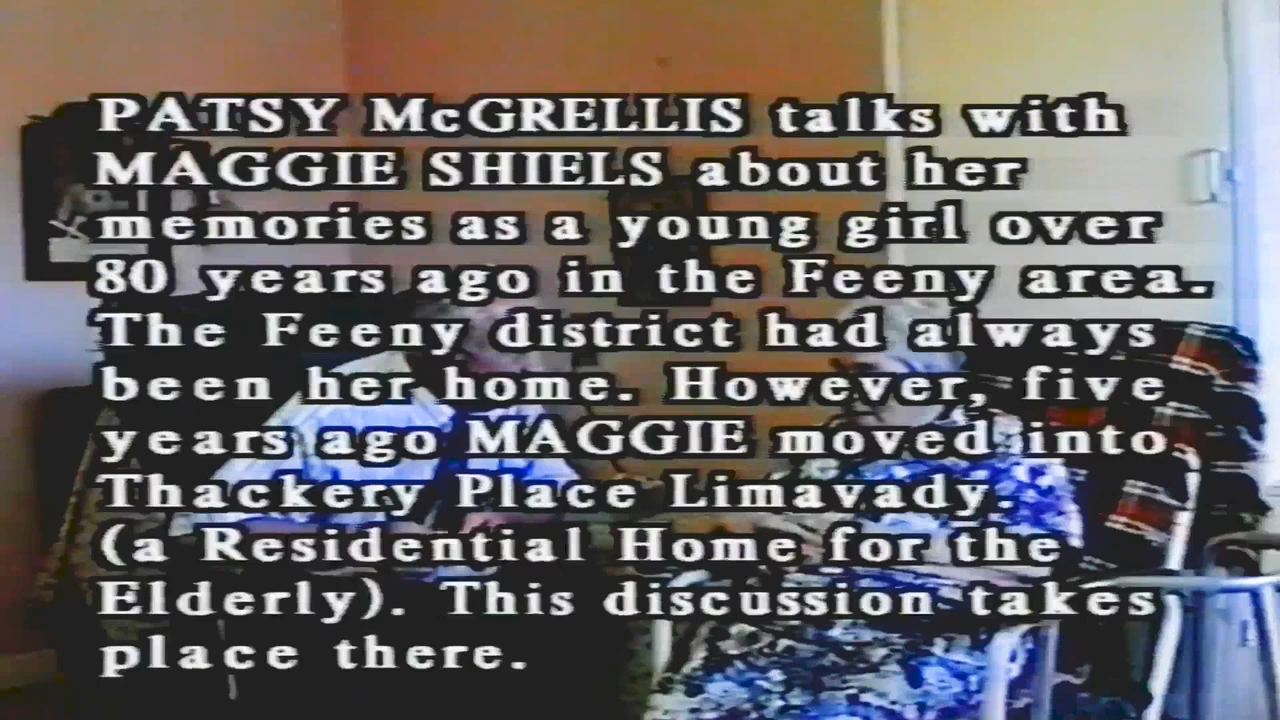 PATSY McGRELLIS talks with
MAGGIE SHIELS about her
memories as a young girl over
80 years ago in the Feeny area.
The Feeny district had always
been her home. However, five
years ago MAGGIE moved into
Thackery Place Limavady.
(a Residential Home for the
Elderly). This discussion takes
place there.